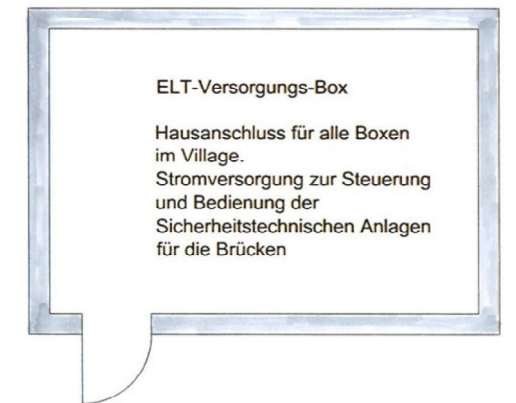 ELT-Versorgungs-Box
Hausanschluss für alle Boxen
im Village.
Stromversorgung zur Steuerung
und Bedienung der
Sicherheitstechnischen Anlagen
für die Brücken